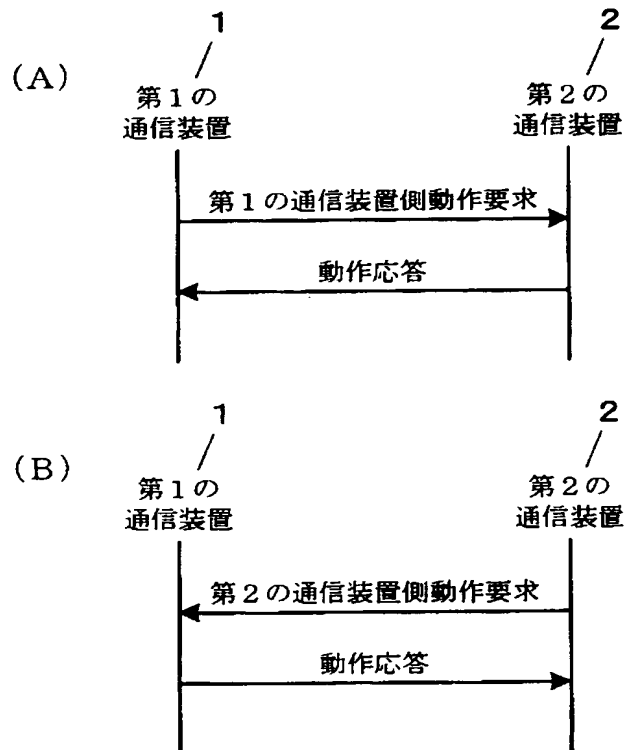 1
2
(A)
第1の
通信装置
第2の
通信装置
第1の通信装置側動作要求
動作応答
1
2
(B)
第1の
通信装置
第2の
通信装置
第2の通信装置側動作要求
動作応答